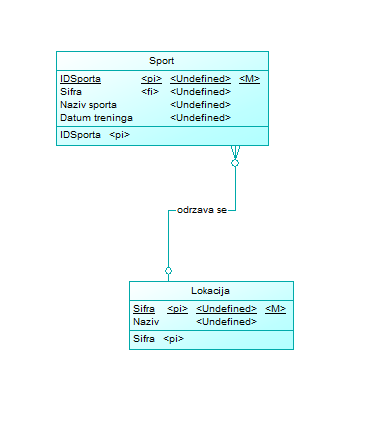 Sport
IDSporta <pi> <Undefined> <M>
Sifra <fi> <Undefined>
Naziv sporta <Undefined>
Datum treninga <Undefined>
IDSporta <pi>
odrzava se
Lokacija
Sifra <pi> <Undefined> <M>
Naziv <Undefined>
Sifra <pi>